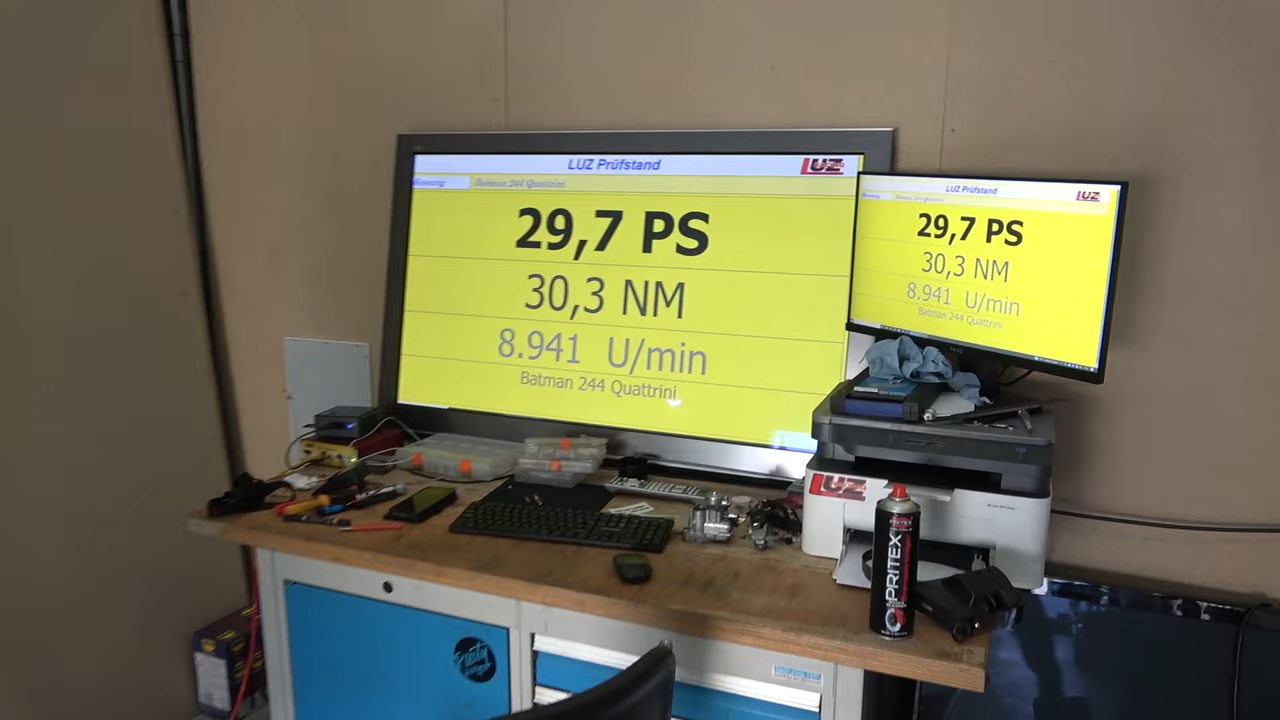 LUZ Prüfstand
LUZ
Batman 244 Quattrini
29,7 PS
30,3 NM
8.941 U/min
Batman 244 Quattrini
LUZ Prüfstand
LUZ
29,7 PS
30,3 NM
8.941 U/min
Batman 244 Quattrini
LUZ
PRITEX